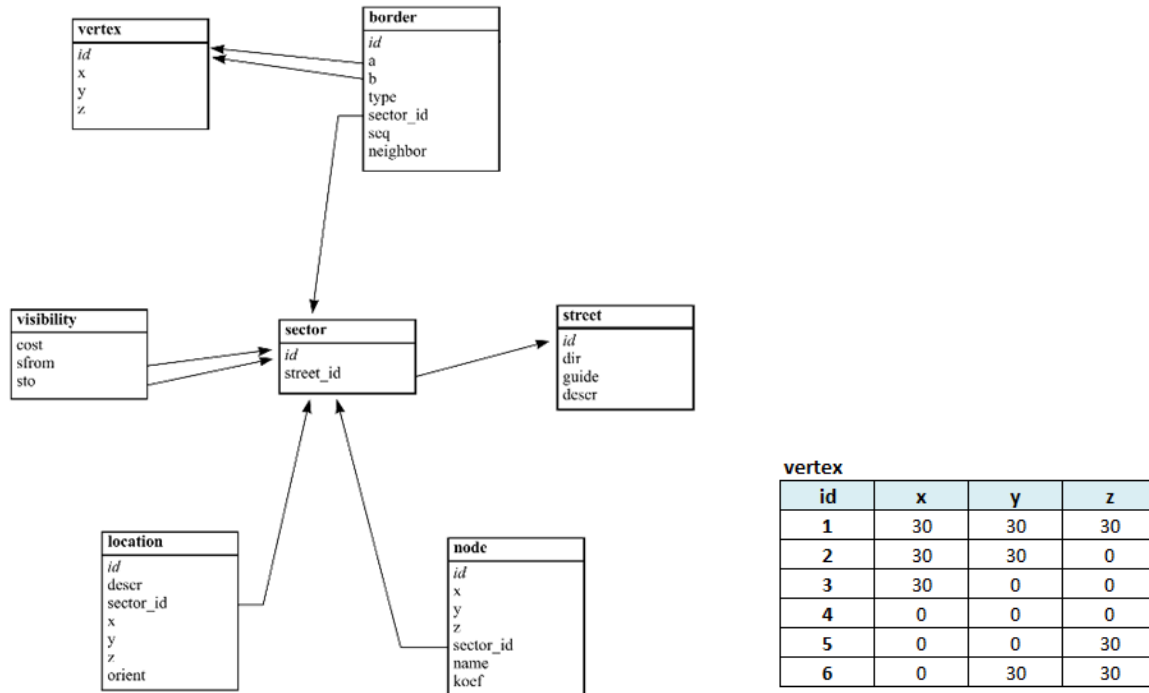 vertex
id
x
y
z
border
id
a
b
type
sector_id
seq
neighbor
visibility
cost
sfrom
sto
sector
id
street_id
street
id
dir
guide
descr
location
id
descr
sector_id
x
y
z
orient
node
id
x
y
z
sector_id
name
koef
vertex
id x y z
1 30 30 30
2 30 30 0
3 30 0 0
4 0 0 0
5 0 0 30
6 0 30 30